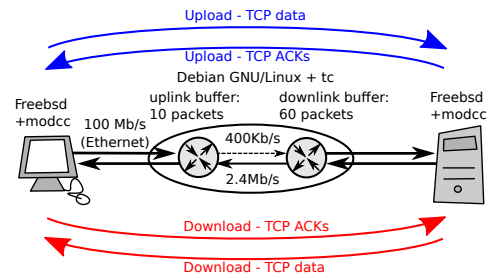 Upload - TCP data
Upload - TCP ACKs
Debian GNU/Linux + tc
Freebsd
+modcc
uplink buffer:
10 packets
downlink buffer:
60 packets
Freebsd
+modcc
100 Mb/s
(Ethernet)
400Kb/s
2.4Mb/s
Download - TCP ACKs
Download - TCP data